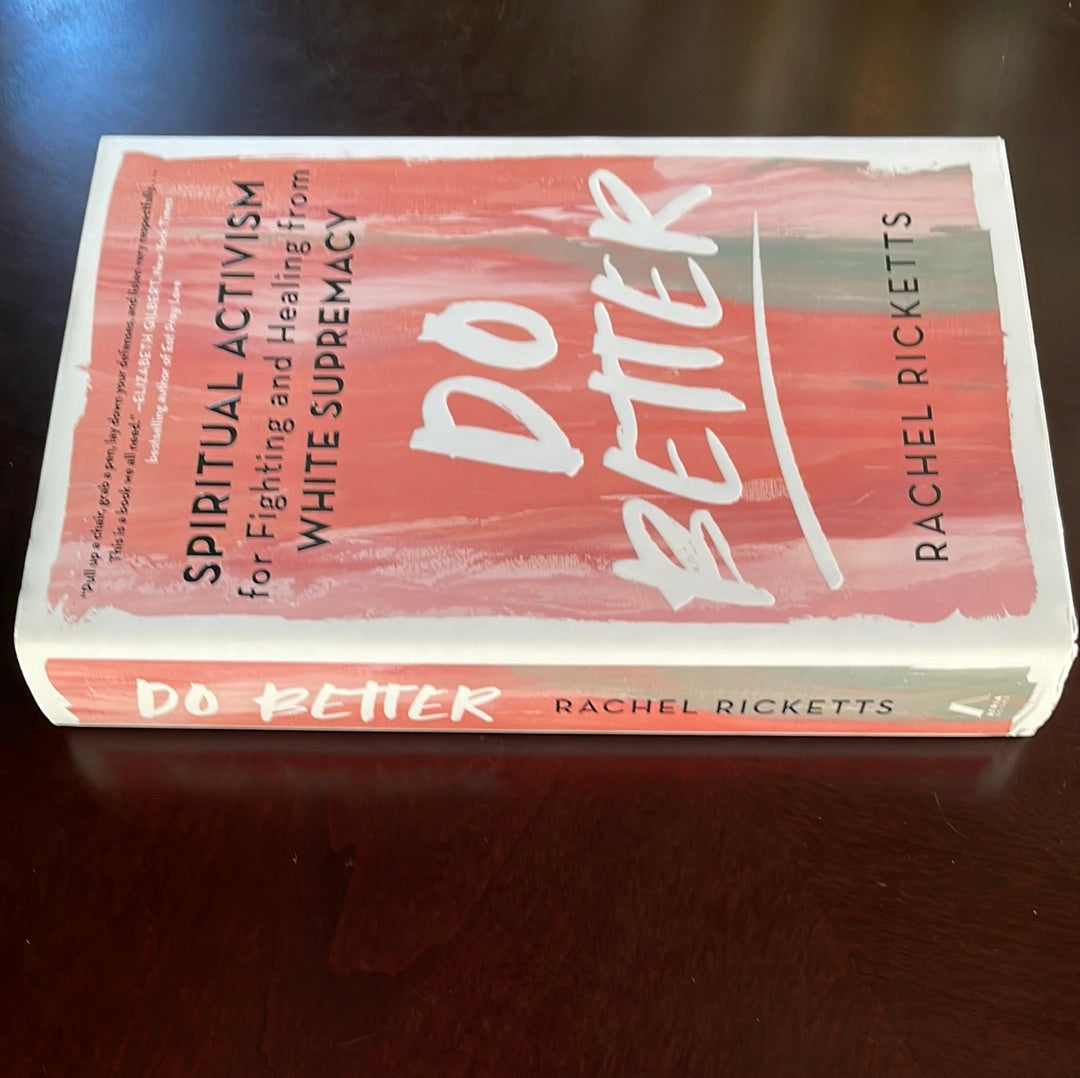 "Pull up a chair, grab a pen, lay down your defenses, and listen very respectfully. . . .
This is a book we all need." —ELIZABETH GILBERT, New York Times
bestselling author of Eat Pray Love
SPIRITUAL ACTIVISM
for Fighting and Healing from
WHITE SUPREMACY
DO
BETTER
RACHEL RICKETTS
DO BETTER RACHEL RICKETTS